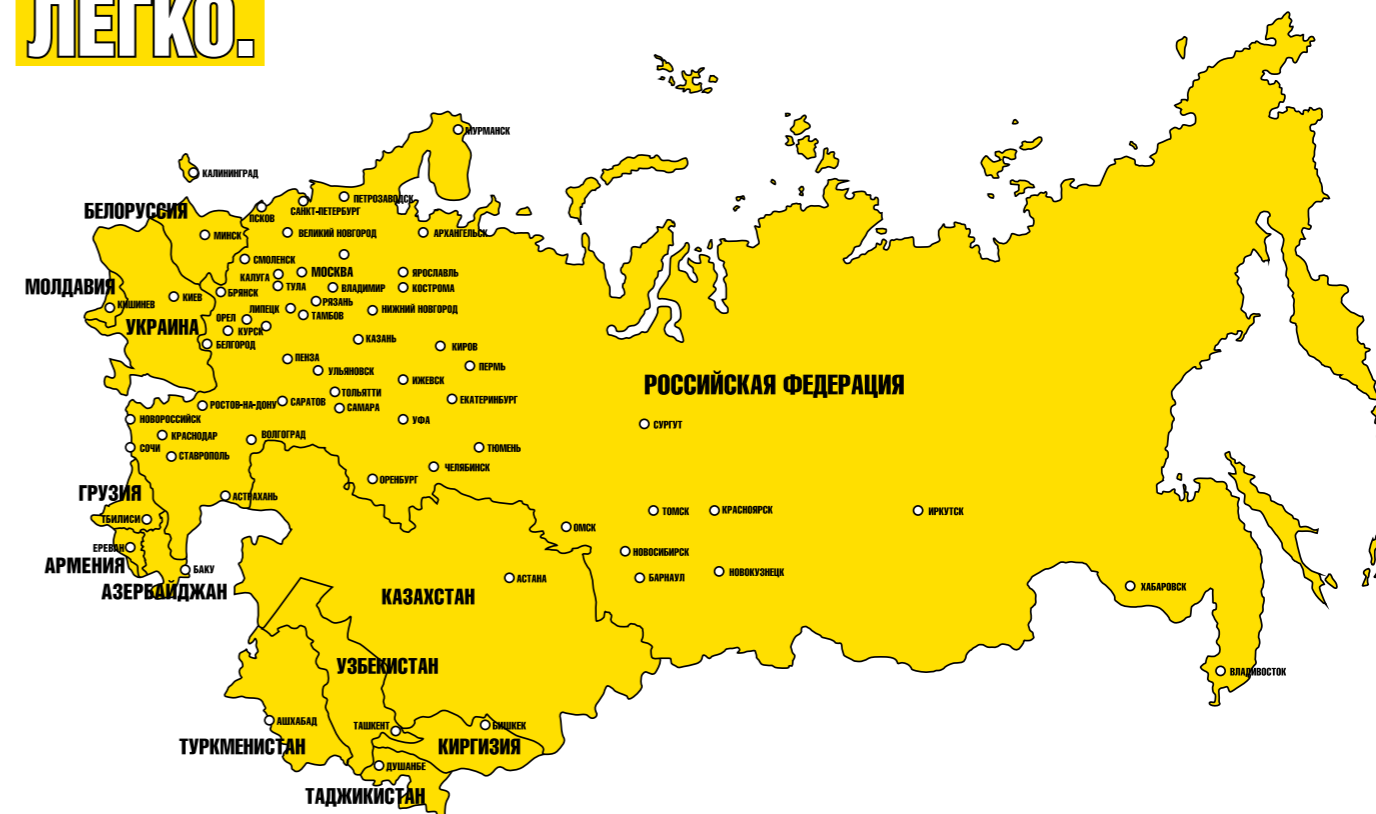 ЛЕГКО.
МУРМАНСК
КАЛИНИНГРАД
ПЕТРОЗАВОДСК
БЕЛОРУССИЯ
ПСКОВ
САНКТ-ПЕТЕРБУРГ
МИНСК
ВЕЛИКИЙ НОВГОРОД
АРХАНГЕЛЬСК
СМОЛЕНСК
МОСКВА
ЯРОСЛАВЛЬ
КАЛУГА
МОЛДАВИЯ
ТУЛА
ВЛАДИМИР
КОСТРОМА
БРЯНСК
КИЕВ
КИШИНЕВ
РЯЗАНЬ
ЛИПЕЦК
НИЖНИЙ НОВГОРОД
ОРЕЛ
ТАМБОВ
УКРАИНА
КУРСК
КАЗАНЬ
БЕЛГОРОД
КИРОВ
ПЕНЗА
ПЕРМЬ
УЛЬЯНОВСК
ИЖЕВСК
РОССИЙСКАЯ ФЕДЕРАЦИЯ
ТОЛЬЯТТИ
ЕКАТЕРИНБУРГ
РОСТОВ-НА-ДОНУ
САРАТОВ
САМАРА
НОВОРОССИЙСК
УФА
СУРГУТ
КРАСНОДАР
ВОЛГОГРАД
СОЧИ
СТАВРОПОЛЬ
ТЮМЕНЬ
ЧЕЛЯБИНСК
ОРЕНБУРГ
ГРУЗИЯ
АСТРАХАНЬ
ТБИЛИСИ
ТОМСК
КРАСНОЯРСК
ИРКУТСК
ОМСК
ЕРЕВАН
НОВОСИБИРСК
АРМЕНИЯ
БАКУ
АСТАНА
БАРНАУЛ
НОВОКУЗНЕЦК
АЗЕРБАЙДЖАН
КАЗАХСТАН
ХАБАРОВСК
УЗБЕКИСТАН
ВЛАДИВОСТОК
АШХАБАД
ТАШКЕНТ
БИШКЕК
ТУРКМЕНИСТАН
КИРГИЗИЯ
ДУШАНБЕ
ТАДЖИКИСТАН